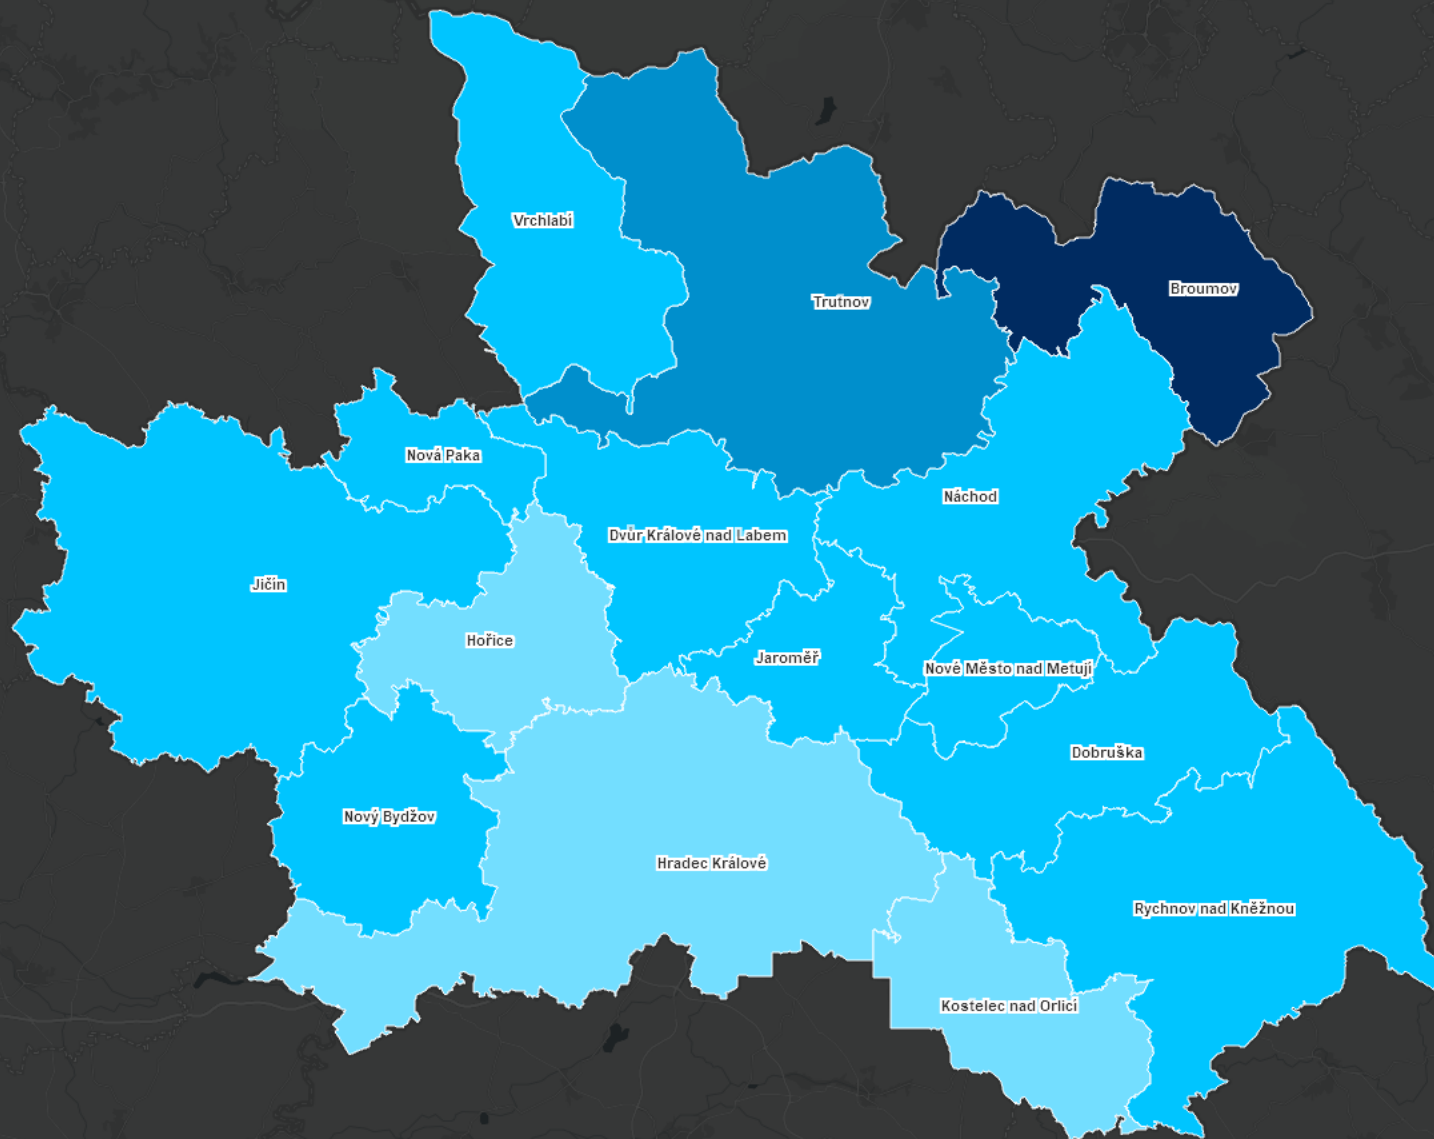 Vrchlabí
Broumov
Trutnov
Nová Paka
Náchod
Dvůr Králové nad Labem
Jičín
Hořice
Jaroměř
Nové Město nad Metují
Dobruška
Nový Bydžov
Hradec Králové
Rychnov nad Kněžnou
Kostelec nad Orlicí